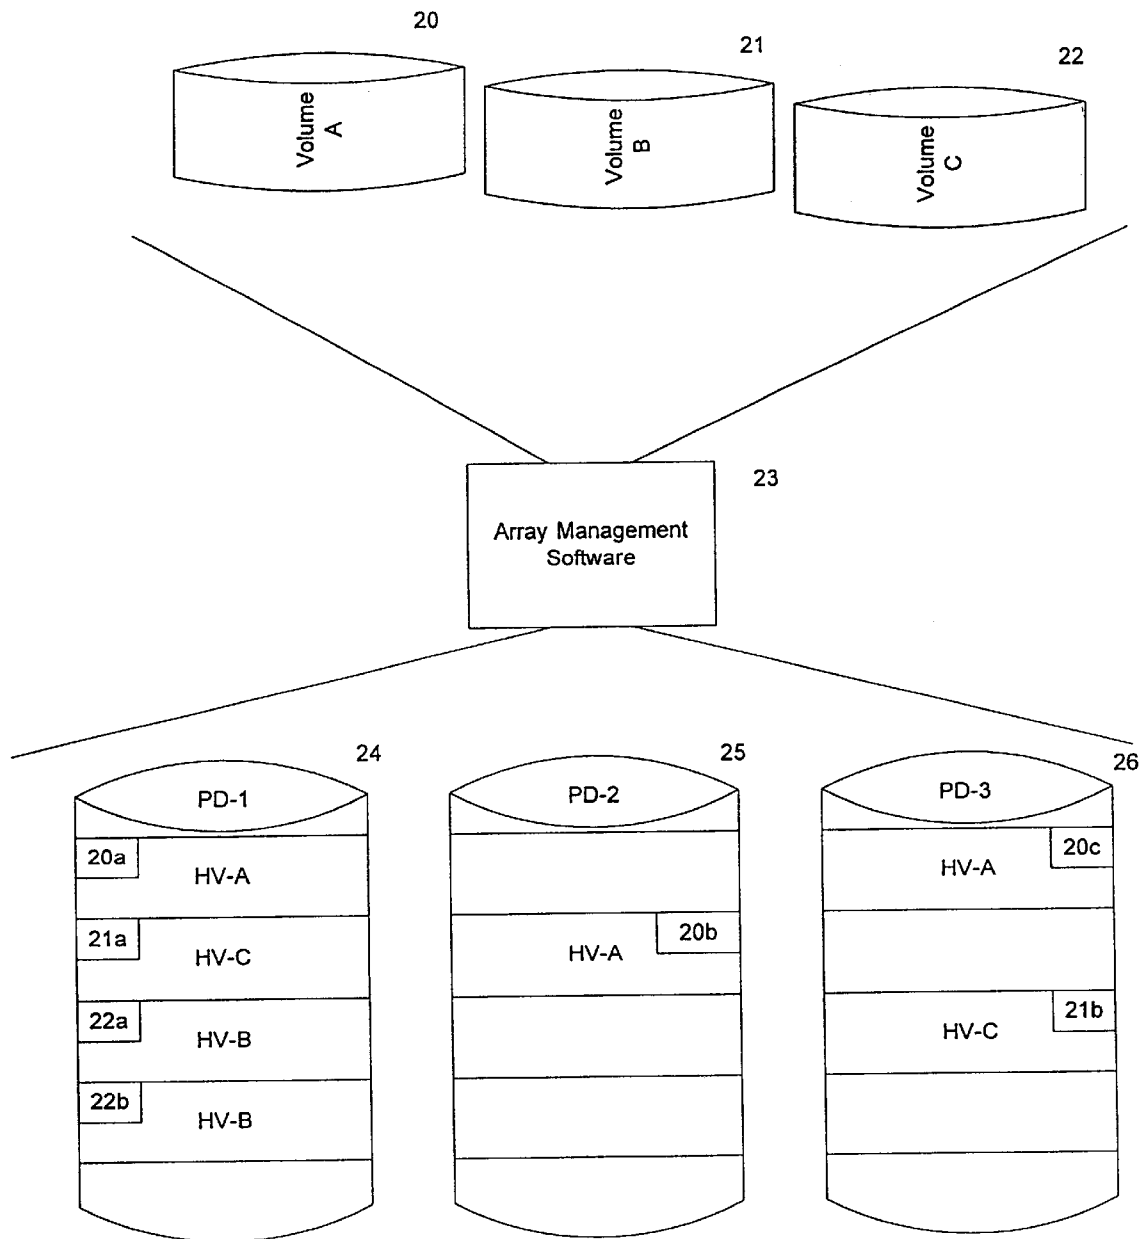 20
21
22
Volume
A
Volume
B
Volume
C
23
Array Management
Software
24
25
26
PD-1
PD-2
PD-3
20a
HV-A
HV-A
20c
21a
HV-C
HV-A
20b
22a
HV-B
HV-C
21b
22b
HV-B